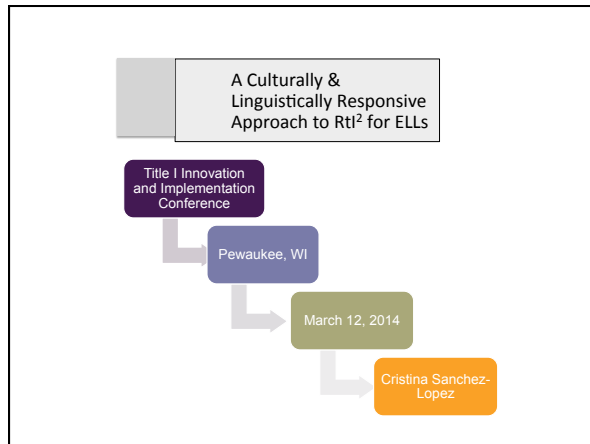 A Culturally &
Linguistically Responsive
Approach to RtI² for ELLs
Title I Innovation
and Implementation
Conference
Pewaukee, WI
March 12, 2014
Cristina Sanchez-
Lopez